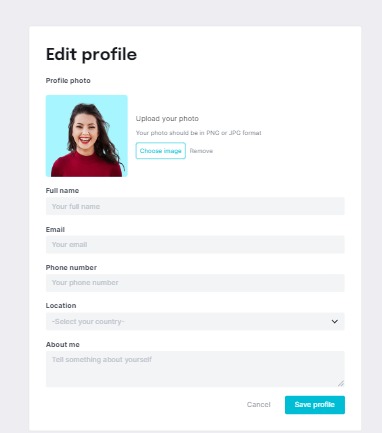 Edit profile
Profile photo
Upload your photo
Your photo should be in PNG or JPG format
Choose image Remove
Full name
Your full name
Email
Your email
Phone number
Your phone number
Location
-Select your country-
About me
Tell something about yourself
Cancel Save profile